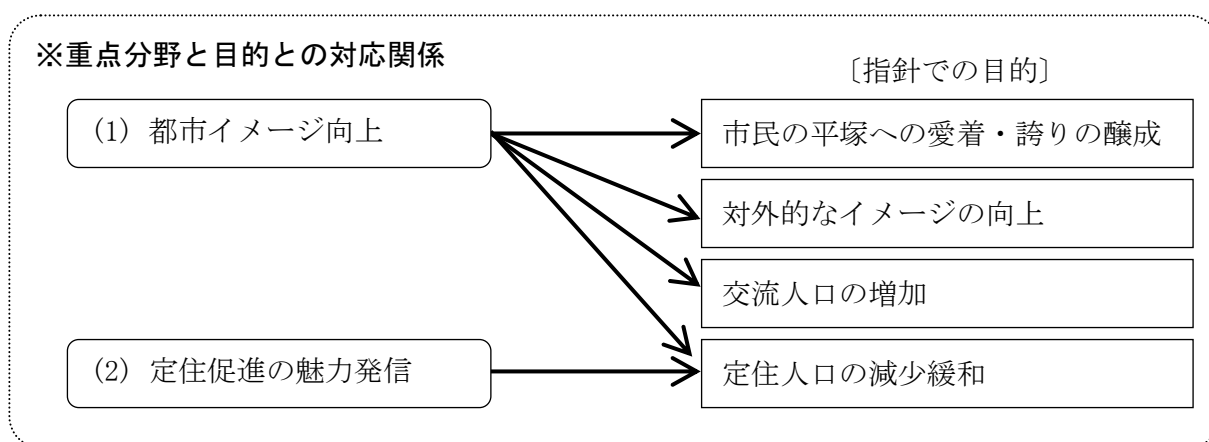 ※重点分野と目的との対応関係
〔指針での目的〕
(1) 都市イメージ向上
市民の平塚への愛着・誇りの醸成
対外的なイメージの向上
交流人口の増加
(2) 定住促進の魅力発信
定住人口の減少緩和